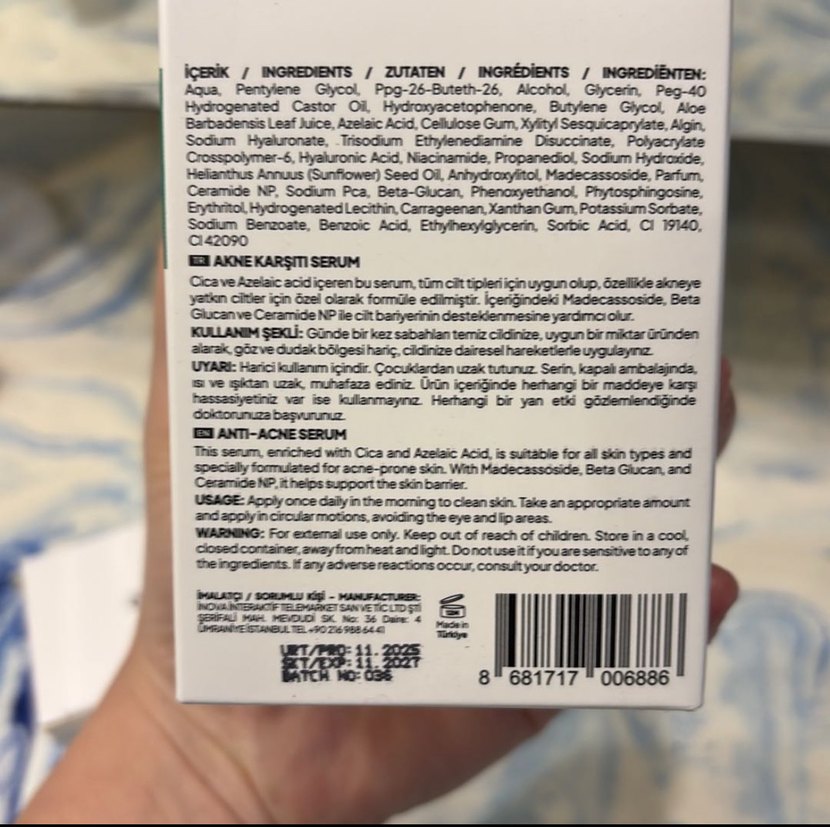 İÇERİK / INGREDIENTS / ZUTATEN / INGRÉDİENTS / INGREDIËNTEN:
Aqua, Pentylene Glycol, Ppg-26-Buteth-26, Alcohol, Glycerin, Peg-40
Hydrogenated Castor Oil, Hydroxyacetophenone, Butylene Glycol, Aloe
Barbadensis Leaf Juice, Azelaic Acid, Cellulose Gum, Xylityl Sesquicaprylate, Algin,
Sodium Hyaluronate, Trisodium Ethylenediamine Disuccinate, Polyacrylate
Crosspolymer-6, Hyaluronic Acid, Niacinamide, Propanediol, Sodium Hydroxide,
Helianthus Annuus (Sunflower) Seed Oil, Anhydroxylitol, Madecassoside, Parfum,
Ceramide NP, Sodium Pca, Beta-Glucan, Phenoxyethanol, Phytosphingosine,
Erythritol, Hydrogenated Lecithin, Carrageenan, Xanthan Gum, Potassium Sorbate,
Sodium Benzoate, Benzoic Acid, Ethylhexylglycerin, Sorbic Acid, CI 19140,
CI 42090
TR AKNE KARŞITI SERUM
Cica ve Azelaic acid içeren bu serum, tüm cilt tipleri için uygun olup, özellikle akneye
yatkın ciltler için özel olarak formüle edilmiştir. İçeriğindeki Madecassoside, Beta
Glucan ve Ceramide NP ile cilt bariyerinin desteklenmesine yardımcı olur.
KULLANIM ŞEKLİ: Günde bir kez sabahları temiz cildinize, uygun bir miktar üründen
alarak, göz ve dudak bölgesi hariç, cildinize dairesel hareketlerle uygulayınız.
UYARI: Harici kullanım içindir. Çocuklardan uzak tutunuz. Serin, kapalı ambalajında,
ısı ve ışıktan uzak, muhafaza ediniz. Ürün içeriğinde herhangi bir maddeye karşı
hassasiyetiniz var ise kullanmayınız. Herhangi bir yan etki gözlemlendiğinde
doktorunuza başvurunuz.
EN ANTI-ACNE SERUM
This serum, enriched with Cica and Azelaic Acid, is suitable for all skin types and
specially formulated for acne-prone skin. With Madecassoside, Beta Glucan, and
Ceramide NP, it helps support the skin barrier.
USAGE: Apply once daily in the morning to clean skin. Take an appropriate amount
and apply in circular motions, avoiding the eye and lip areas.
WARNING: For external use only. Keep out of reach of children. Store in a cool,
closed container, away from heat and light. Do not use it if you are sensitive to any of
the ingredients. If any adverse reactions occur, consult your doctor.
İMALATÇI / SORUMLU KİŞİ - MANUFACTURER:
İNOVA İNTERAKTİF TELEMARKET SAN VE TİC LTD ŞTİ
ŞERİFALİ MAH. MEVDUDİ SK. No: 36 Daire: 4
ÜMRANİYE İSTANBUL TEL +90 216 988 64 41
12M
Made in
Türkiye
URT/PRO: 11.2025
SKT/EXP: 11.2027
BATCH NO: 036
8 681717 006886